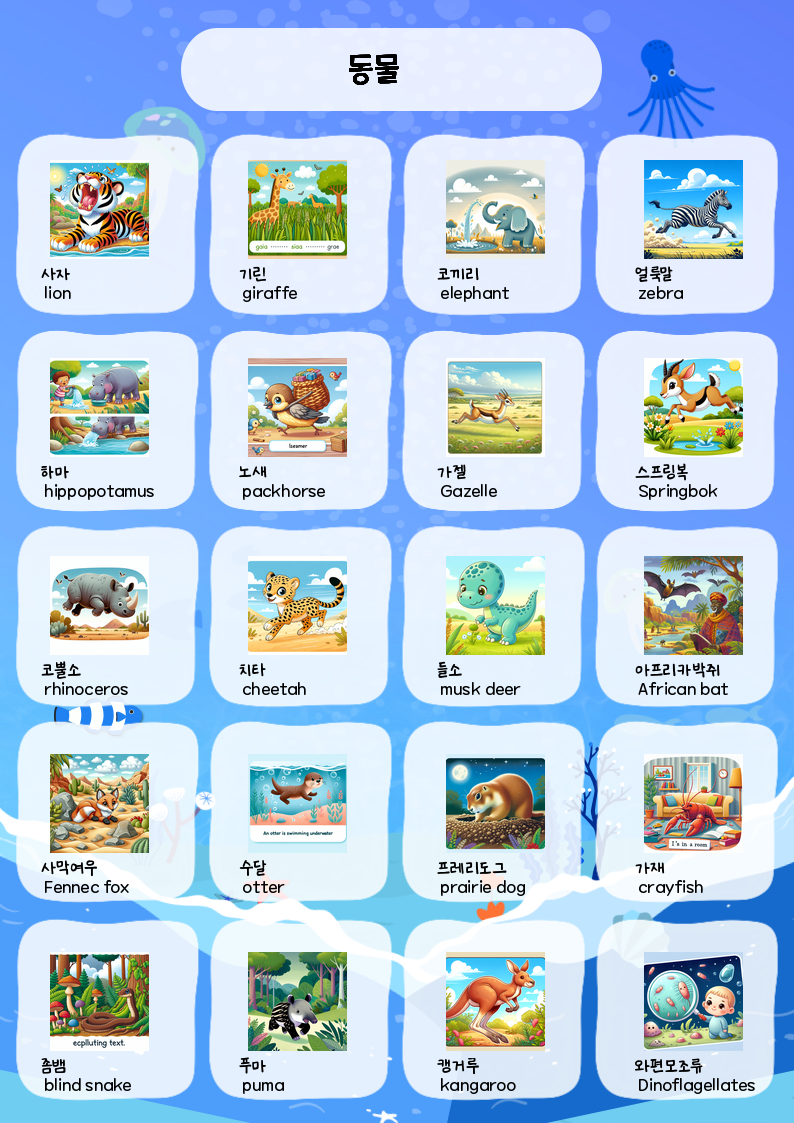 동물
사자
lion
gaia ········ siaa ········ grae
기린
giraffe
코끼리
elephant
얼룩말
zebra
하마
hippopotamus
노새
packhorse
가젤
Gazelle
스프링복
Springbok
코뿔소
rhinoceros
치타
cheetah
들소
musk deer
아프리카박쥐
African bat
사막여우
Fennec fox
An otter is swimming underwater
수달
otter
프레리도그
prairie dog
I's in a room
가재
crayfish
ecplluting text.
좀뱀
blind snake
푸마
puma
캥거루
kangaroo
와편모조류
Dinoflagellates